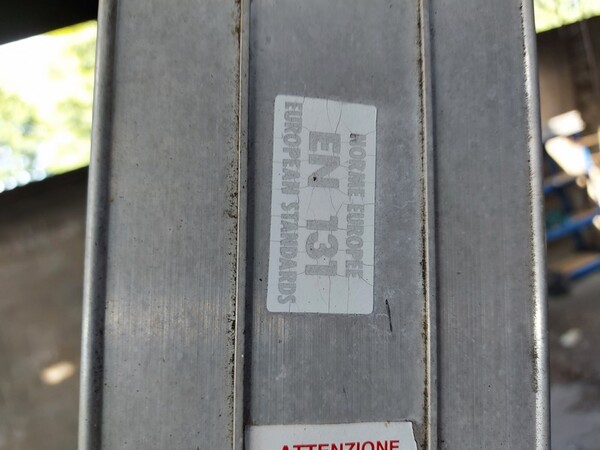 NORME EUROPEE
EN 131
EUROPEAN STANDARDS
ATTENZIONE